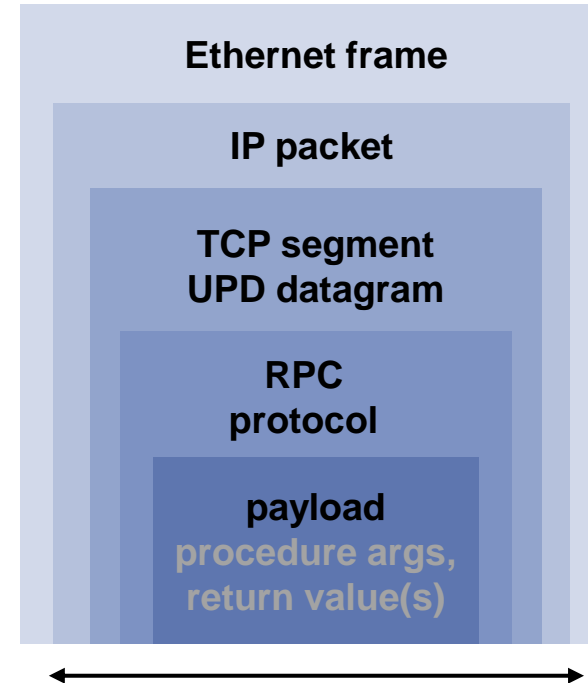 Ethernet frame
IP packet
TCP segment
UPD datagram
RPC
protocol
payload
procedure args,
return value(s)